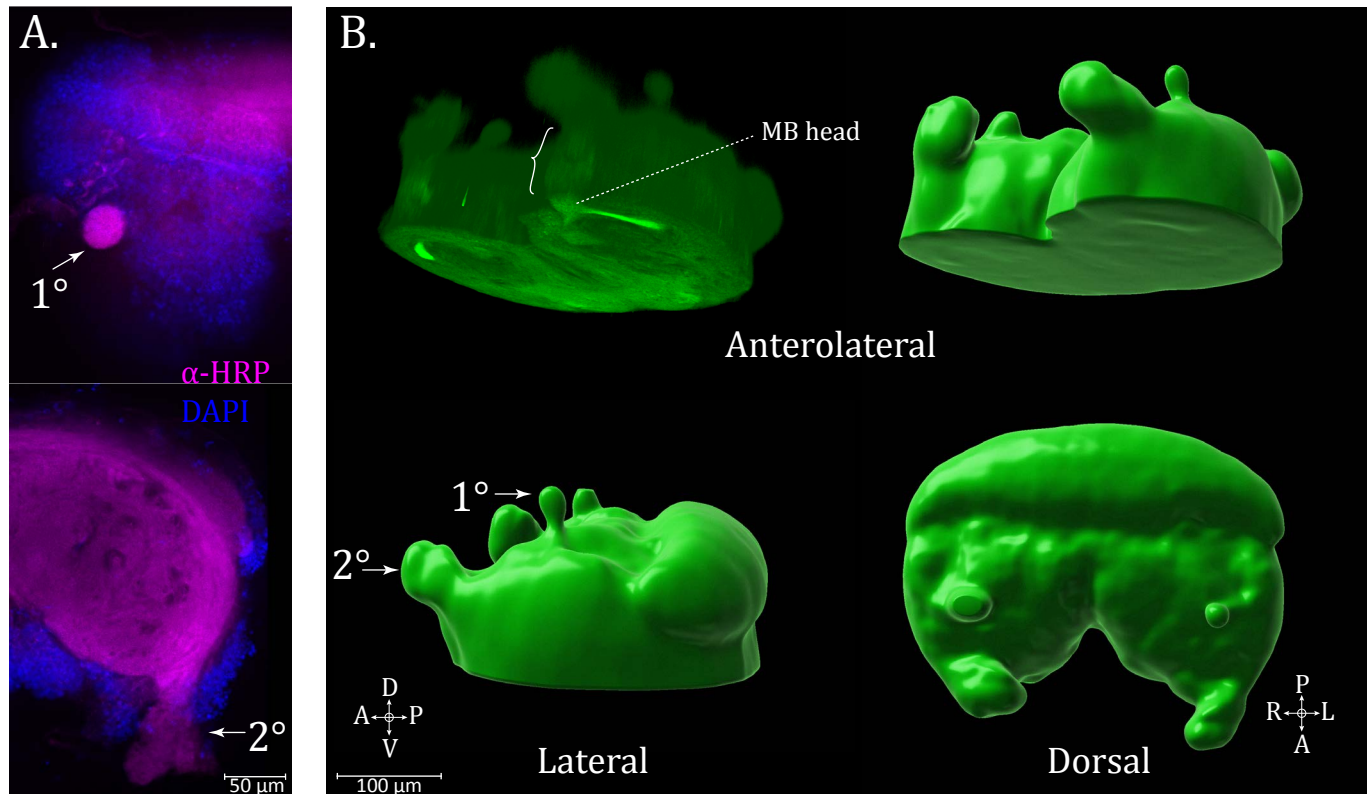 A.
1°
α-HRP
DAPI
2°
50 µm
B.
MB head
Anterolateral
1°
2°
D
A P
V
Lateral
100 µm
P
R L
A
Dorsal